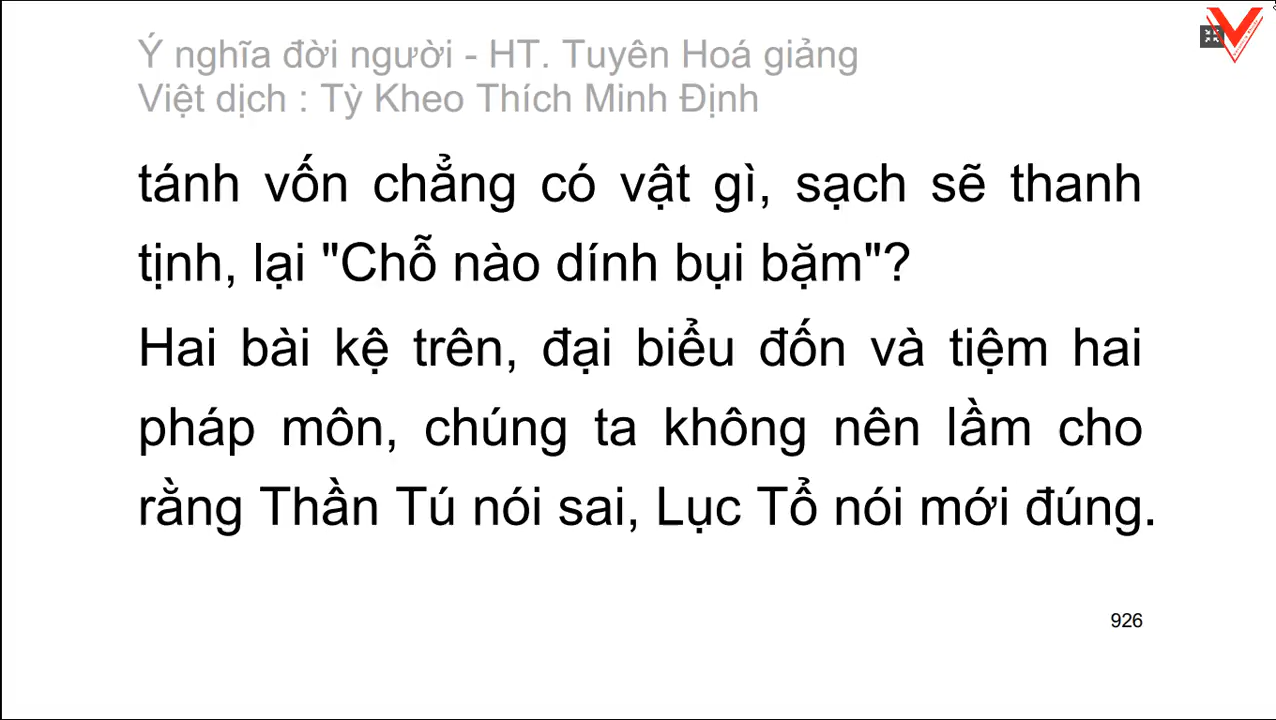 Ý nghĩa đời người - HT. Tuyên Hoá giảng
Việt dịch : Tỳ Kheo Thích Minh Định
tánh vốn chẳng có vật gì, sạch sẽ thanh
tịnh, lại "Chỗ nào dính bụi bặm"?
Hai bài kệ trên, đại biểu đốn và tiệm hai
pháp môn, chúng ta không nên lầm cho
rằng Thần Tú nói sai, Lục Tổ nói mới đúng.
926